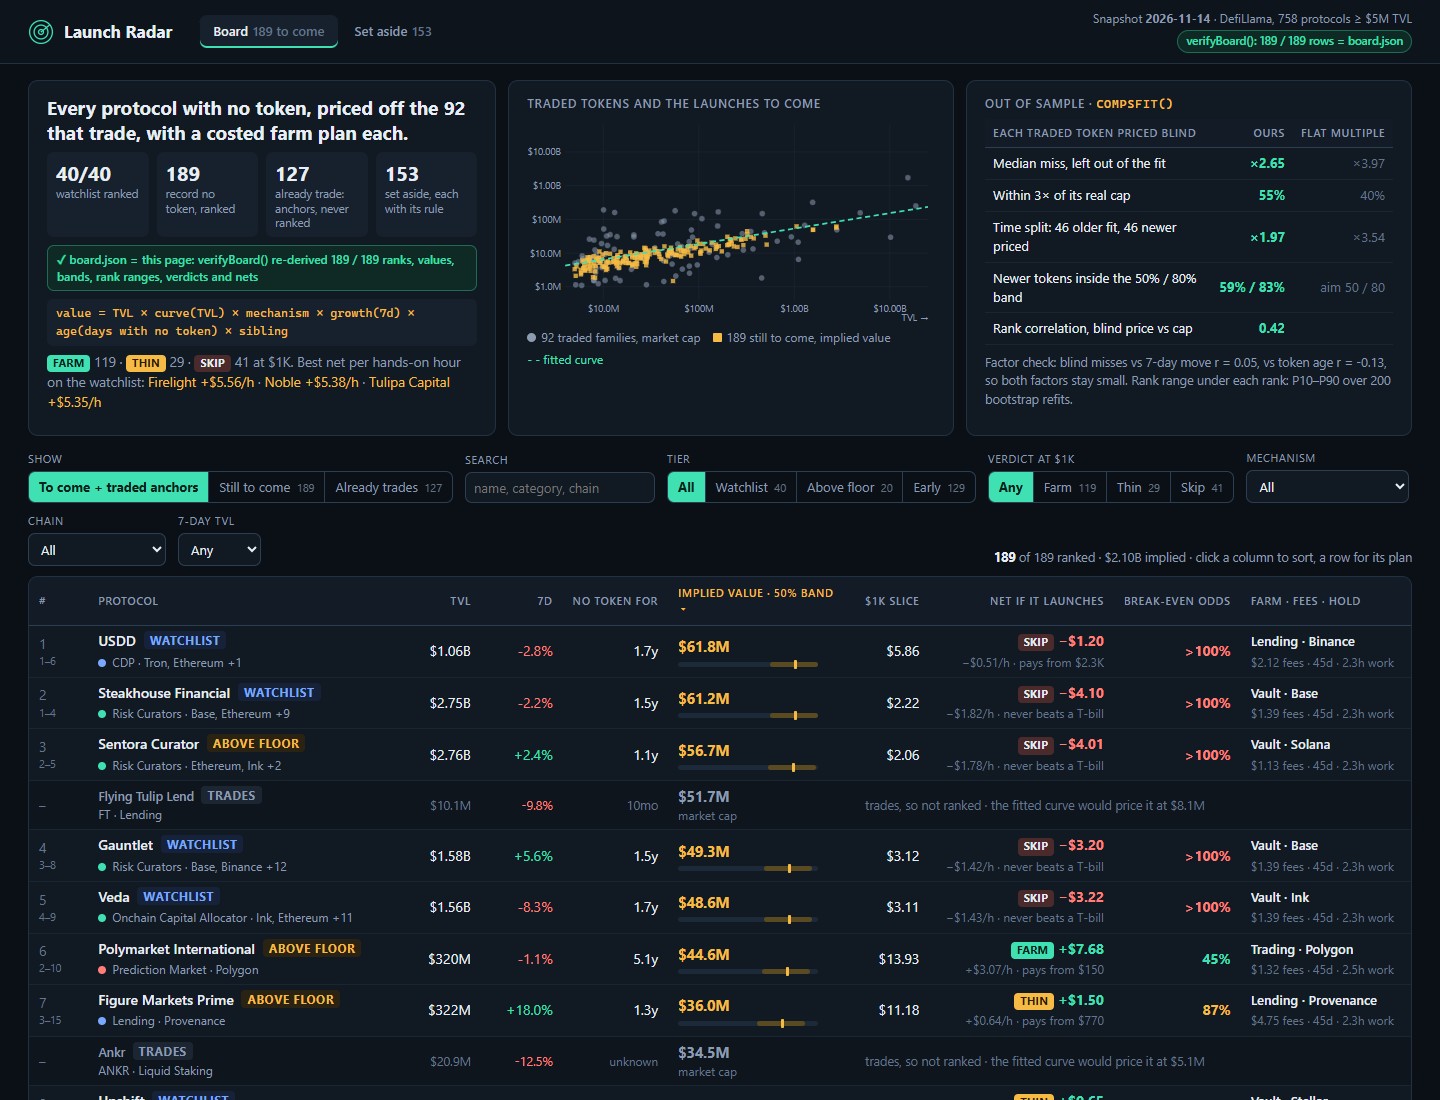 Launch Radar
Board 189 to come
Set aside 153
Snapshot 2026-11-14 · DefiLlama, 758 protocols ≥ $5M TVL
verifyBoard(): 189 / 189 rows = board.json
Every protocol with no token, priced off the 92
that trade, with a costed farm plan each.
40/40
watchlist ranked
189
record no
token, ranked
127
already trade:
anchors, never
ranked
153
set aside, each
with its rule
✓ board.json = this page: verifyBoard() re-derived 189 / 189 ranks, values,
bands, rank ranges, verdicts and nets
value = TVL × curve(TVL) × mechanism × growth(7d) ×
age(days with no token) × sibling
FARM 119 · THIN 29 · SKIP 41 at $1K. Best net per hands-on hour
on the watchlist: Firelight +$5.56/h · Noble +$5.38/h · Tulipa Capital
+$5.35/h
TRADED TOKENS AND THE LAUNCHES TO COME
$10.00B
$1.00B
$100M
$10.0M
$1.0M
$10.0M
$100M
$1.00B
$10.00B
TVL →
92 traded families, market cap
189 still to come, implied value
- - fitted curve
OUT OF SAMPLE · COMPSFIT()
EACH TRADED TOKEN PRICED BLIND OURS FLAT MULTIPLE
Median miss, left out of the fit ×2.65 ×3.97
Within 3× of its real cap 55% 40%
Time split: 46 older fit, 46 newer
priced ×1.97 ×3.54
Newer tokens inside the 50% / 80%
band 59% / 83% aim 50 / 80
Rank correlation, blind price vs cap 0.42
Factor check: blind misses vs 7-day move r = 0.05, vs token age r = -0.13,
so both factors stay small. Rank range under each rank: P10–P90 over 200
bootstrap refits.
SHOW
To come + traded anchors
Still to come 189
Already trades 127
SEARCH
name, category, chain
TIER
All
Watchlist 40
Above floor 20
Early 129
VERDICT AT $1K
Any
Farm 119
Thin 29
Skip 41
MECHANISM
All
CHAIN
All
7-DAY TVL
Any
189 of 189 ranked · $2.10B implied · click a column to sort, a row for its plan
# PROTOCOL TVL 7D NO TOKEN FOR IMPLIED VALUE · 50% BAND $1K SLICE NET IF IT LAUNCHES BREAK-EVEN ODDS FARM · FEES · HOLD
1 USDD WATCHLIST $1.06B -2.8% 1.7y $61.8M $5.86 SKIP −$1.20 >100% Lending · Binance
1–6 CDP · Tron, Ethereum +1 −$0.51/h · pays from $2.3K $2.12 fees · 45d · 2.3h work
2 Steakhouse Financial WATCHLIST $2.75B -2.2% 1.5y $61.2M $2.22 SKIP −$4.10 >100% Vault · Base
1–4 Risk Curators · Base, Ethereum +9 −$1.82/h · never beats a T-bill $1.39 fees · 45d · 2.3h work
3 Sentora Curator ABOVE FLOOR $2.76B +2.4% 1.1y $56.7M $2.06 SKIP −$4.01 >100% Vault · Solana
2–5 Risk Curators · Ethereum, Ink +2 −$1.78/h · never beats a T-bill $1.13 fees · 45d · 2.3h work
– Flying Tulip Lend TRADES $10.1M -9.8% 10mo $51.7M trades, so not ranked · the fitted curve would price it at $8.1M
FT · Lending market cap
4 Gauntlet WATCHLIST $1.58B +5.6% 1.5y $49.3M $3.12 SKIP −$3.20 >100% Vault · Base
3–8 Risk Curators · Base, Binance +12 −$1.42/h · never beats a T-bill $1.39 fees · 45d · 2.3h work
5 Veda WATCHLIST $1.56B -8.3% 1.7y $48.6M $3.11 SKIP −$3.22 >100% Vault · Ink
4–9 Onchain Capital Allocator · Ink, Ethereum +11 −$1.43/h · never beats a T-bill $1.39 fees · 45d · 2.3h work
6 Polymarket International ABOVE FLOOR $320M -1.1% 5.1y $44.6M $13.93 FARM +$7.68 45% Trading · Polygon
2–10 Prediction Market · Polygon +$3.07/h · pays from $150 $1.32 fees · 45d · 2.5h work
7 Figure Markets Prime ABOVE FLOOR $322M +18.0% 1.3y $36.0M $11.18 THIN +$1.50 87% Lending · Provenance
3–15 Lending · Provenance +$0.64/h · pays from $770 $4.75 fees · 45d · 2.3h work
– Ankr TRADES $20.9M -12.5% unknown $34.5M trades, so not ranked · the fitted curve would price it at $5.1M
ANKR · Liquid Staking market cap